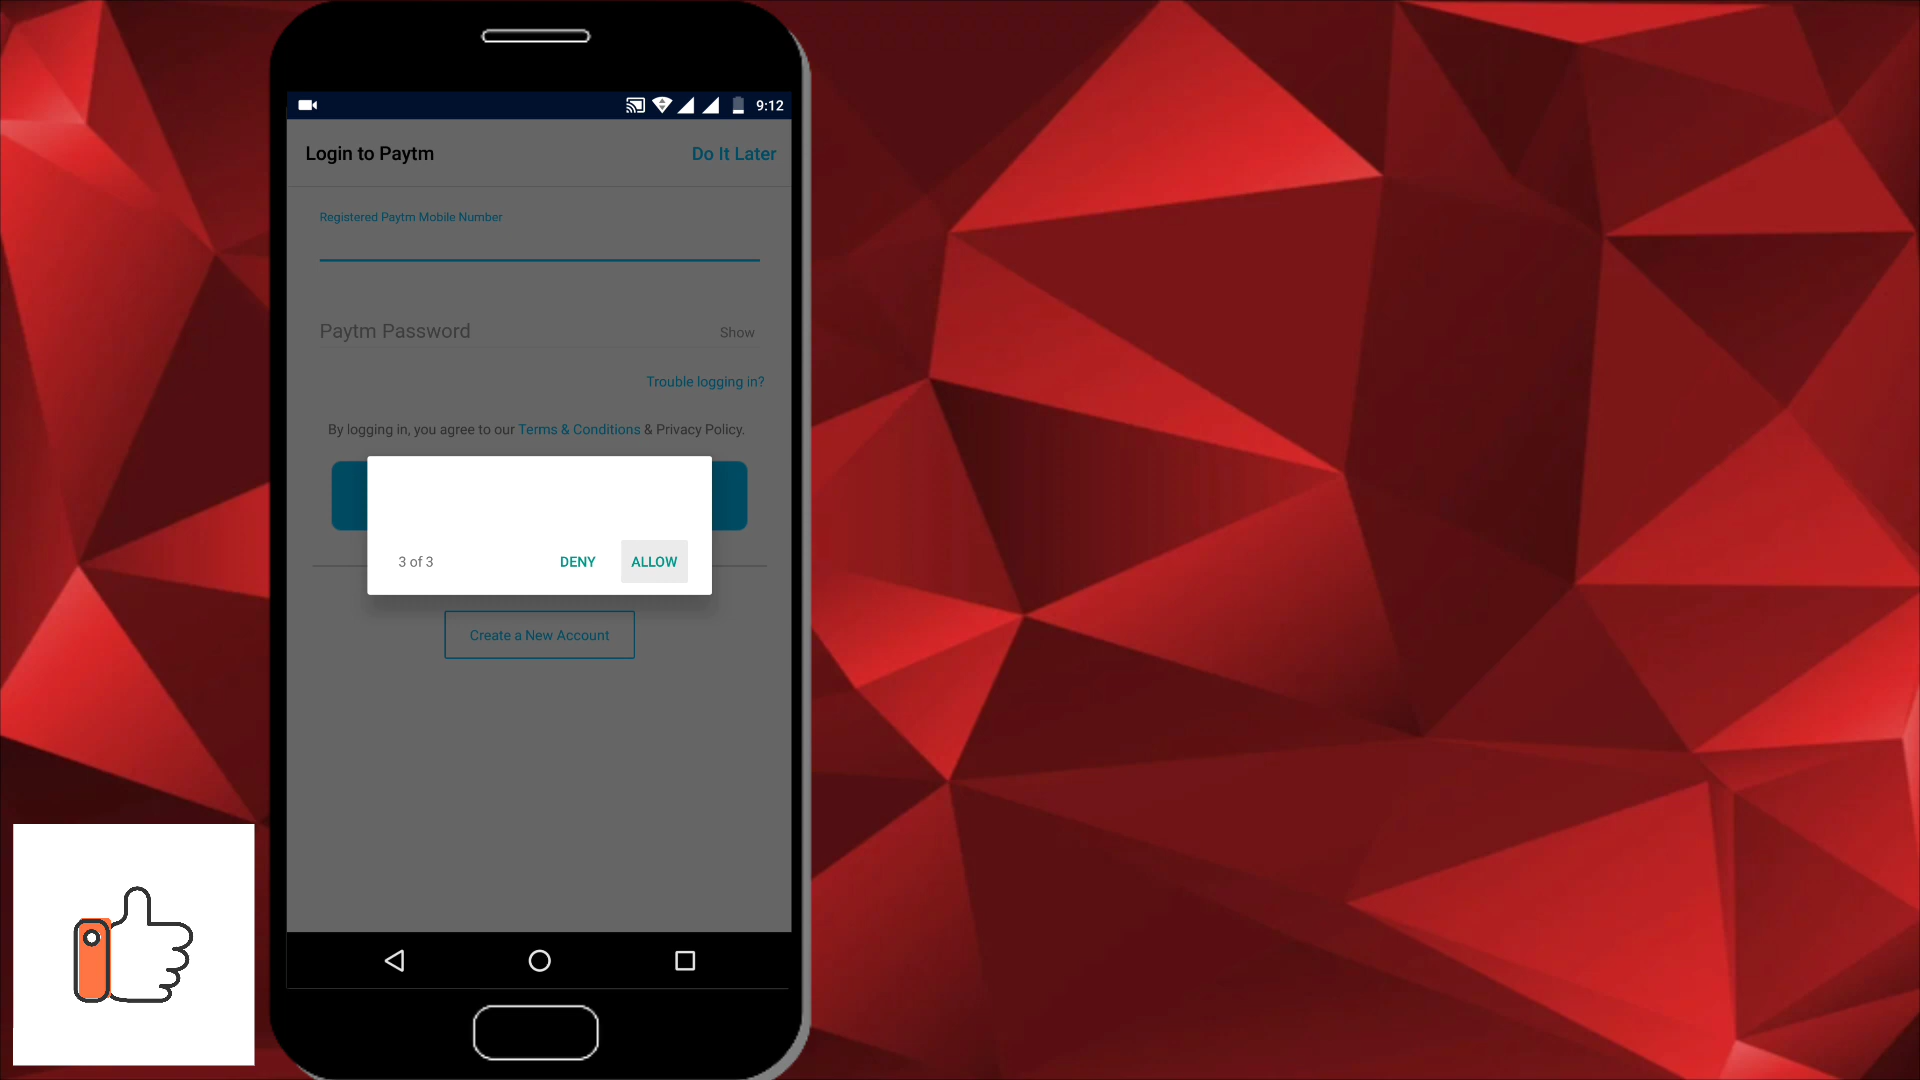 9:12
Login to Paytm
Do It Later
Registered Paytm Mobile Number
Paytm Password
Show
Trouble logging in?
By logging in, you agree to our Terms & Conditions & Privacy Policy.
3 of 3
DENY
ALLOW
Create a New Account